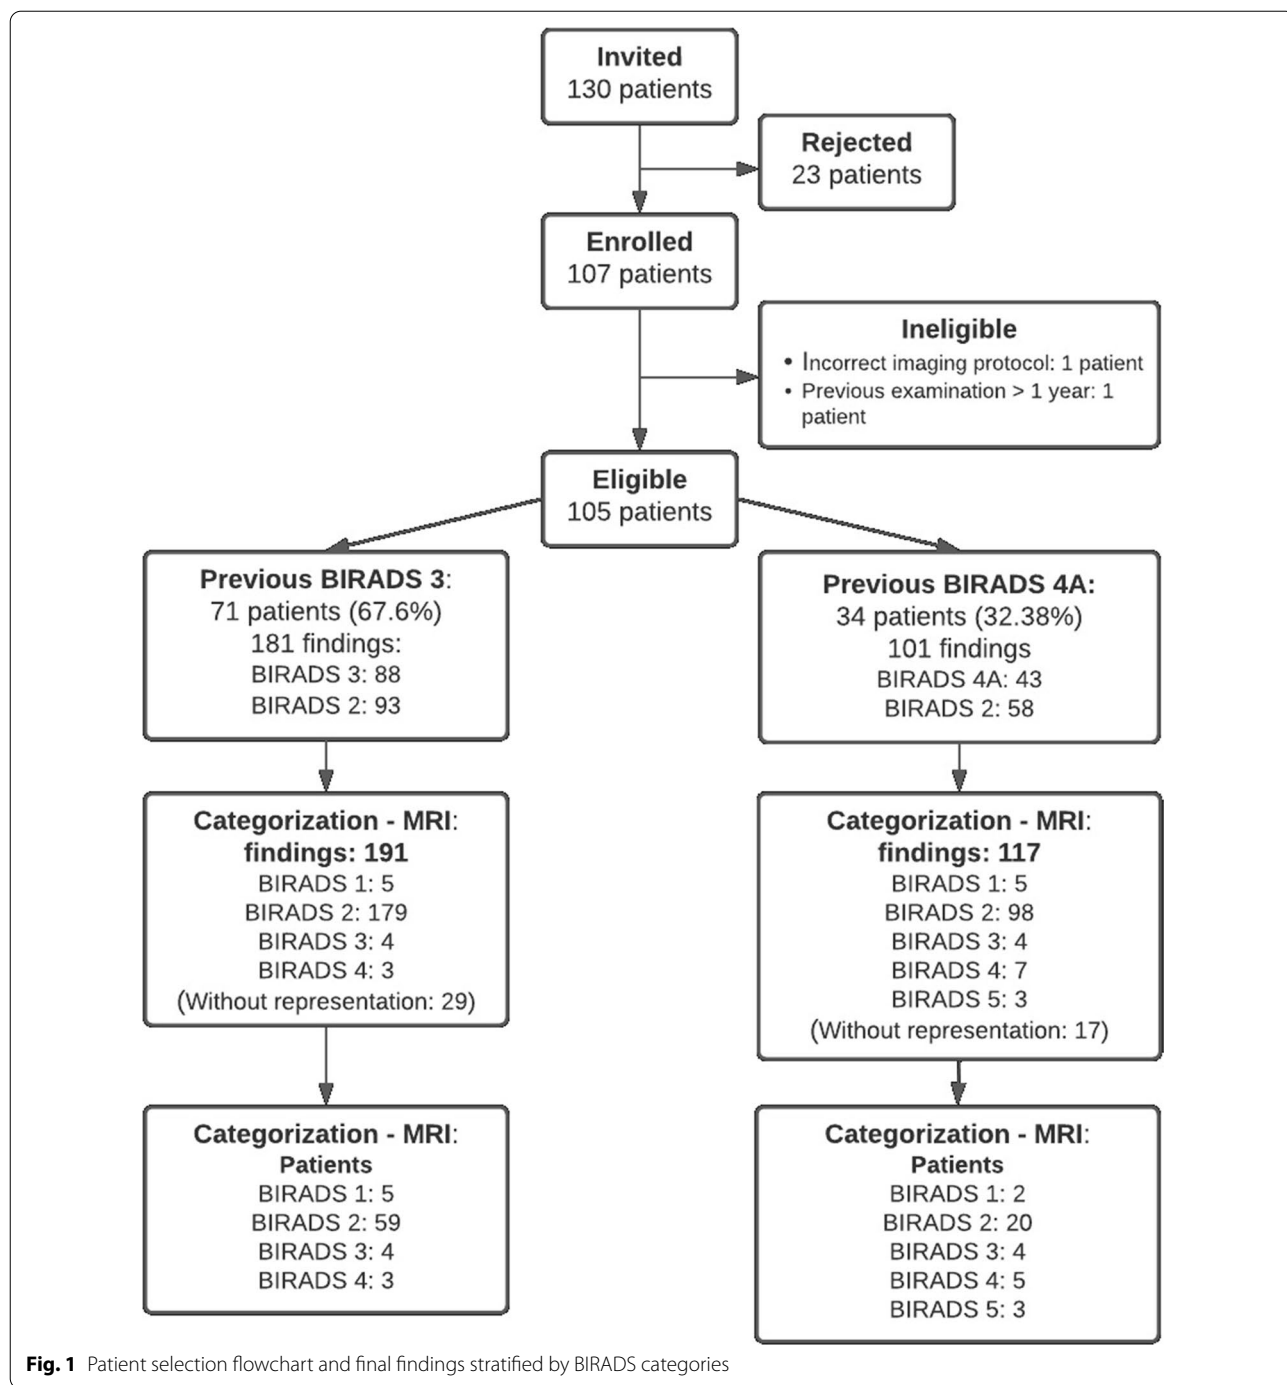 Invited
130 patients
Rejected
23 patients
Enrolled
107 patients
Ineligible
• Incorrect imaging protocol: 1 patient
• Previous examination > 1 year: 1
patient
Eligible
105 patients
Previous BIRADS 3:
71 patients (67.6%)
181 findings:
BIRADS 3: 88
BIRADS 2: 93
Previous BIRADS 4A:
34 patients (32.38%)
101 findings
BIRADS 4A: 43
BIRADS 2: 58
Categorization - MRI:
findings: 191
BIRADS 1: 5
BIRADS 2: 179
BIRADS 3: 4
BIRADS 4: 3
(Without representation: 29)
Categorization - MRI:
findings: 117
BIRADS 1: 5
BIRADS 2: 98
BIRADS 3: 4
BIRADS 4: 7
BIRADS 5: 3
(Without representation: 17)
Categorization - MRI:
Patients
BIRADS 1: 5
BIRADS 2: 59
BIRADS 3: 4
BIRADS 4: 3
Categorization - MRI:
Patients
BIRADS 1: 2
BIRADS 2: 20
BIRADS 3: 4
BIRADS 4: 5
BIRADS 5: 3
Fig. 1 Patient selection flowchart and final findings stratified by BIRADS categories